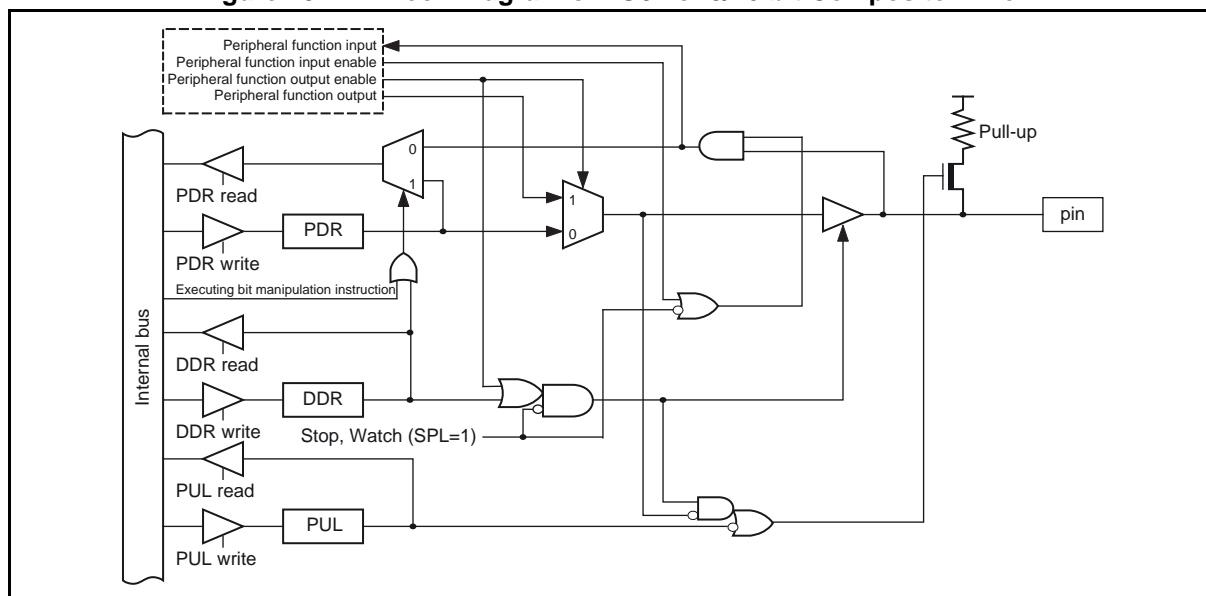 Peripheral function input
Peripheral function input enable
Peripheral function output enable
Peripheral function output
Pull-up
0
1
PDR read
1
0
pin
PDR
PDR write
Executing bit manipulation instruction
Internal bus
DDR read
DDR
DDR write
Stop, Watch (SPL=1)
PUL read
PUL
PUL write